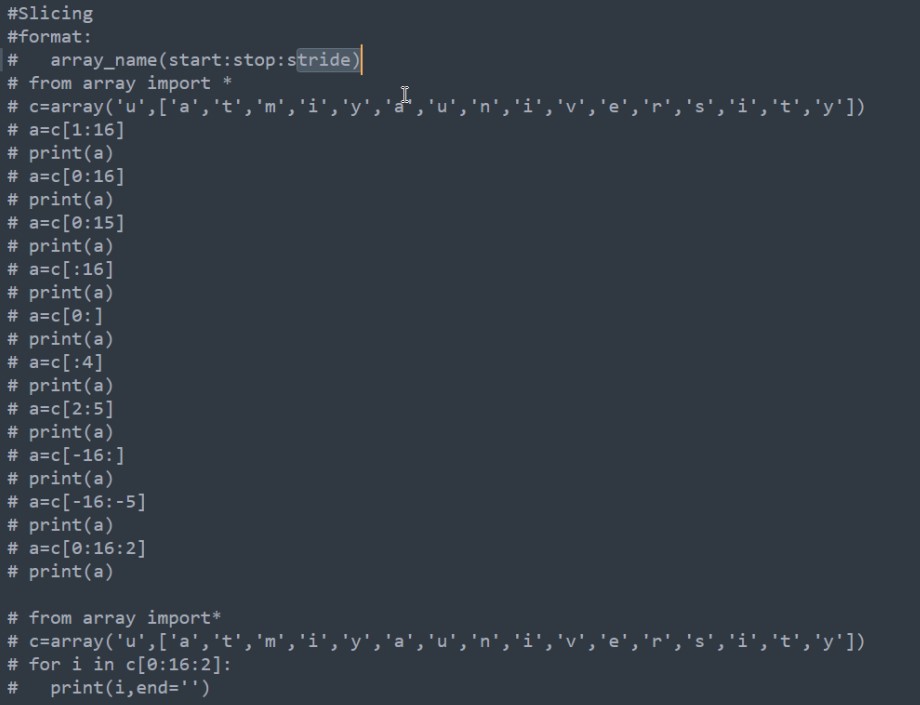 #Slicing
#format:
#   array_name(start:stop:stride)
# from array import *
# c=array('u',['a','t','m','i','y','a','u','n','i','v','e','r','s','i','t','y'])
# a=c[1:16]
# print(a)
# a=c[0:16]
# print(a)
# a=c[0:15]
# print(a)
# a=c[:16]
# print(a)
# a=c[0:]
# print(a)
# a=c[:4]
# print(a)
# a=c[2:5]
# print(a)
# a=c[-16:]
# print(a)
# a=c[-16:-5]
# print(a)
# a=c[0:16:2]
# print(a)
# from array import*
# c=array('u',['a','t','m','i','y','a','u','n','i','v','e','r','s','i','t','y'])
# for i in c[0:16:2]:
#   print(i,end='')